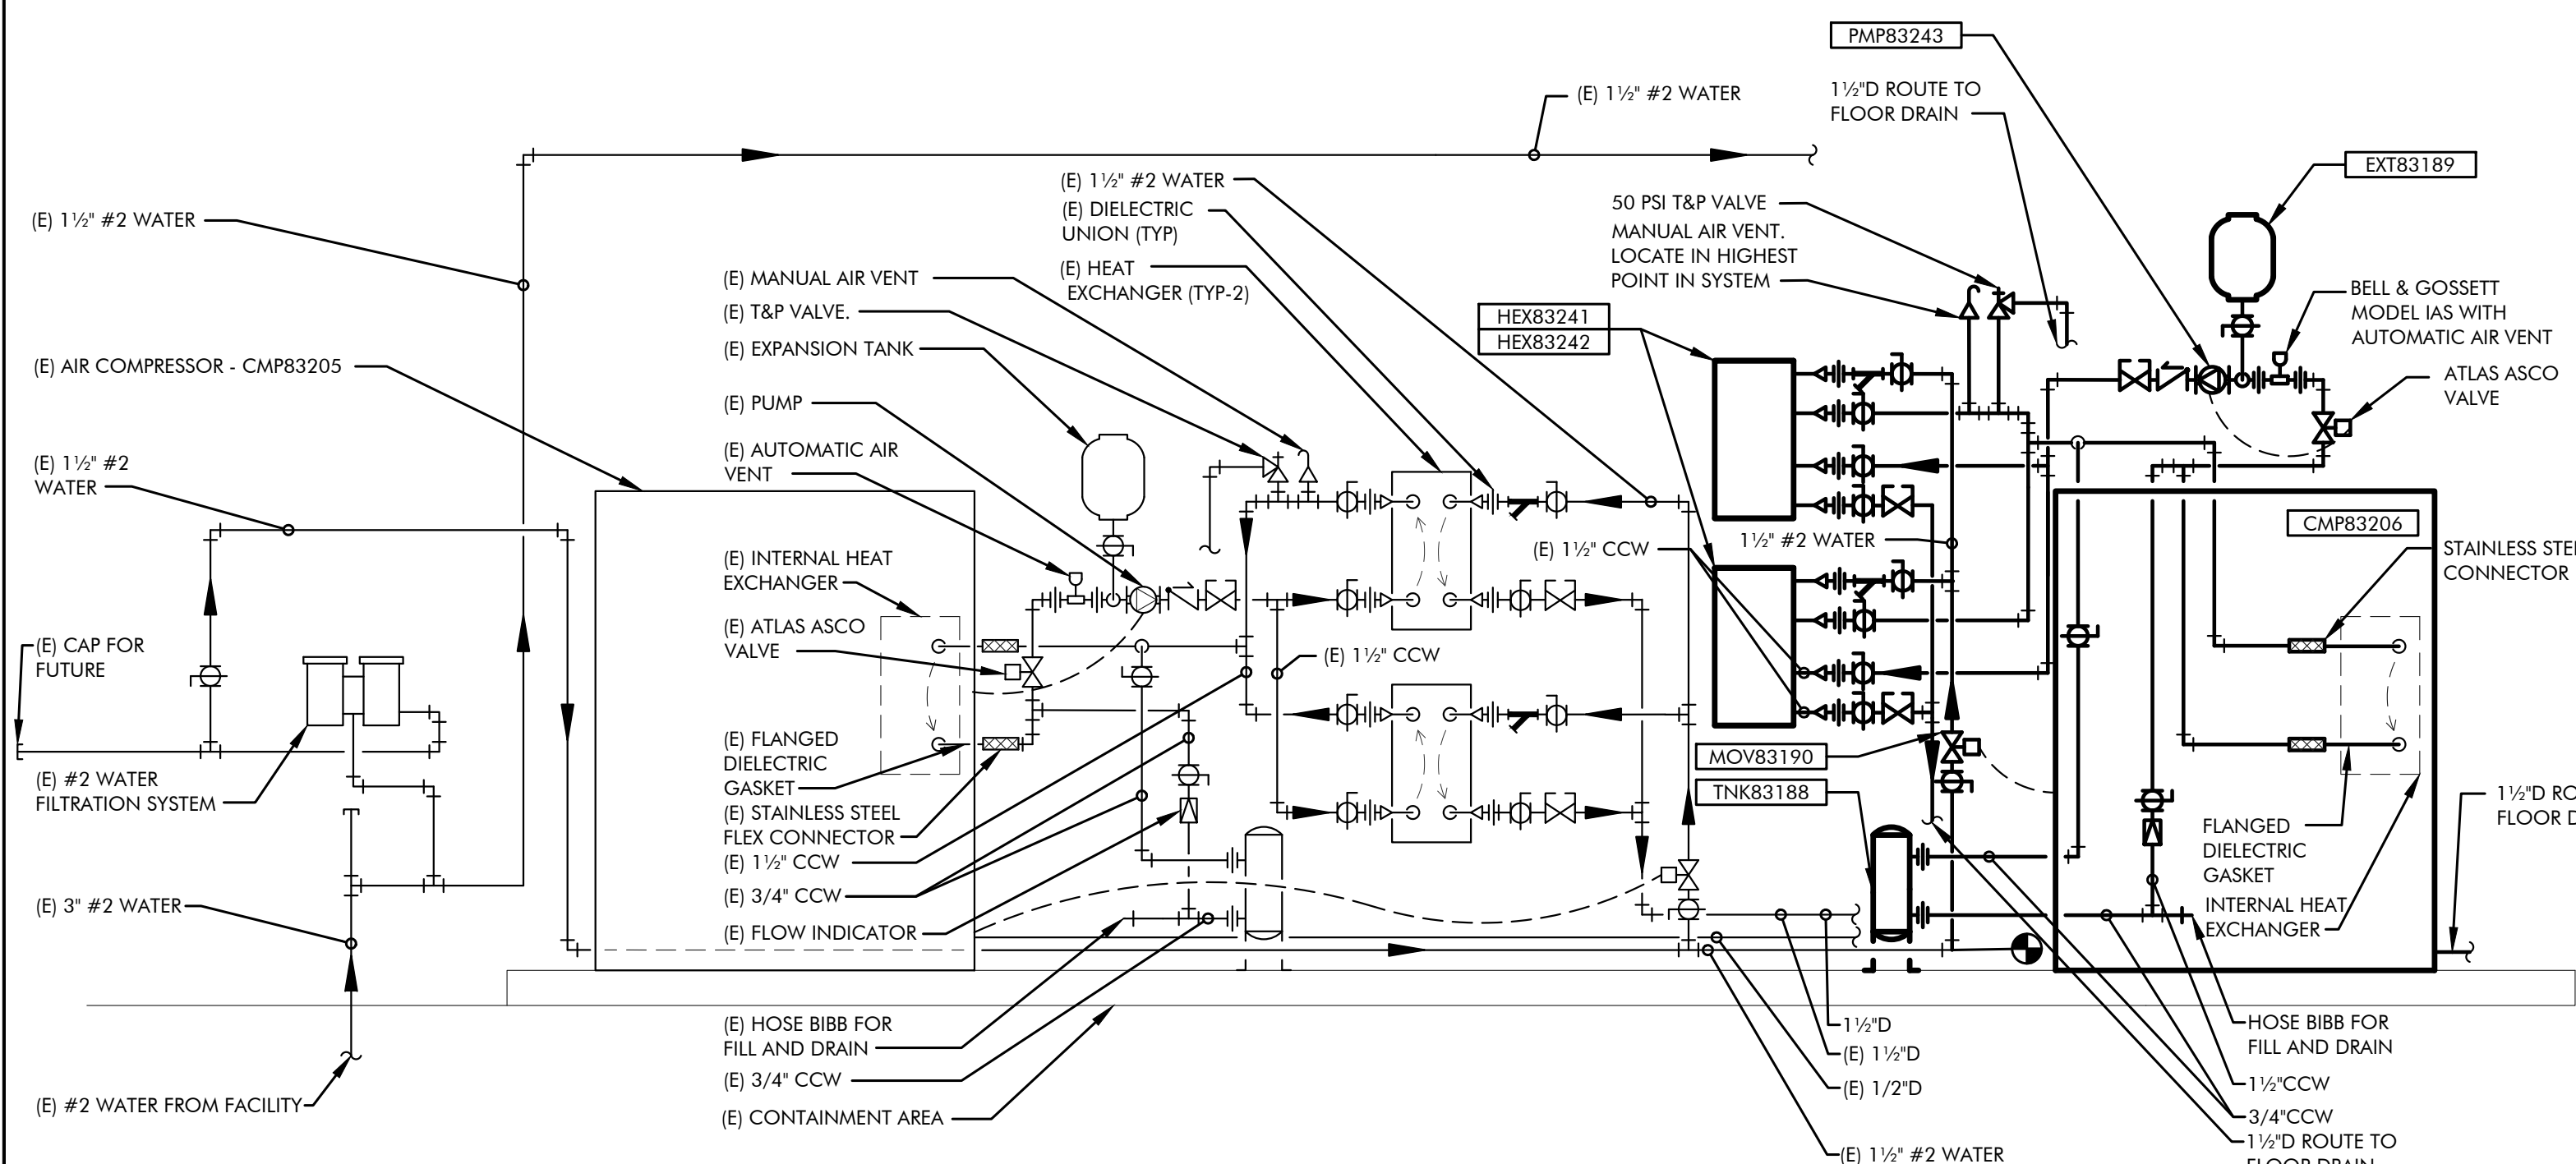 PMP83243
(E) 1½" #2 WATER
1½"D ROUTE TO
FLOOR DRAIN
EXT83189
(E) 1½" #2 WATER
(E) 1½" #2 WATER
(E) DIELECTRIC
UNION (TYP)
50 PSI T&P VALVE
MANUAL AIR VENT.
LOCATE IN HIGHEST
POINT IN SYSTEM
(E) MANUAL AIR VENT
(E) HEAT
EXCHANGER (TYP-2)
(E) T&P VALVE.
HEX83241
HEX83242
BELL & GOSSETT
MODEL IAS WITH
AUTOMATIC AIR VENT
(E) EXPANSION TANK
(E) AIR COMPRESSOR - CMP83205
ATLAS ASCO
VALVE
(E) PUMP
(E) AUTOMATIC AIR
VENT
(E) 1½" #2
WATER
CMP83206
(E) INTERNAL HEAT
EXCHANGER
(E) 1½" CCW
1½" #2 WATER
STAINLESS STE
CONNECTOR
(E) ATLAS ASCO
VALVE
(E) CAP FOR
FUTURE
(E) 1½" CCW
(E) FLANGED
DIELECTRIC
GASKET
MOV83190
TNK83188
(E) #2 WATER
FILTRATION SYSTEM
(E) STAINLESS STEEL
FLEX CONNECTOR
1½"D RO
FLOOR D
FLANGED
DIELECTRIC
GASKET
(E) 1½" CCW
(E) 3/4" CCW
(E) 3" #2 WATER
INTERNAL HEAT
EXCHANGER
(E) FLOW INDICATOR
(E) HOSE BIBB FOR
FILL AND DRAIN
1½"D
(E) 1½"D
HOSE BIBB FOR
FILL AND DRAIN
(E) 3/4" CCW
(E) 1/2"D
1½"CCW
(E) #2 WATER FROM FACILITY
(E) CONTAINMENT AREA
3/4"CCW
1½"D ROUTE TO
FLOOR DRAIN
(E) 1½" #2 WATER